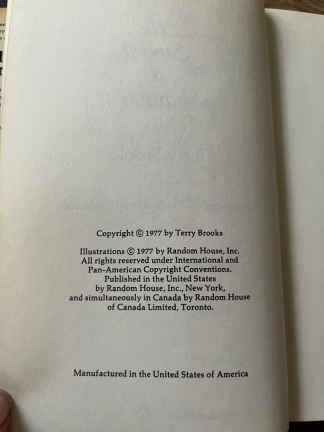 Copyright © 1977 by Terry Brooks
Illustrations © 1977 by Random House, Inc.
All rights reserved under International and
Pan-American Copyright Conventions.
Published in the United States
by Random House, Inc., New York,
and simultaneously in Canada by Random House
of Canada Limited, Toronto.
Manufactured in the United States of America